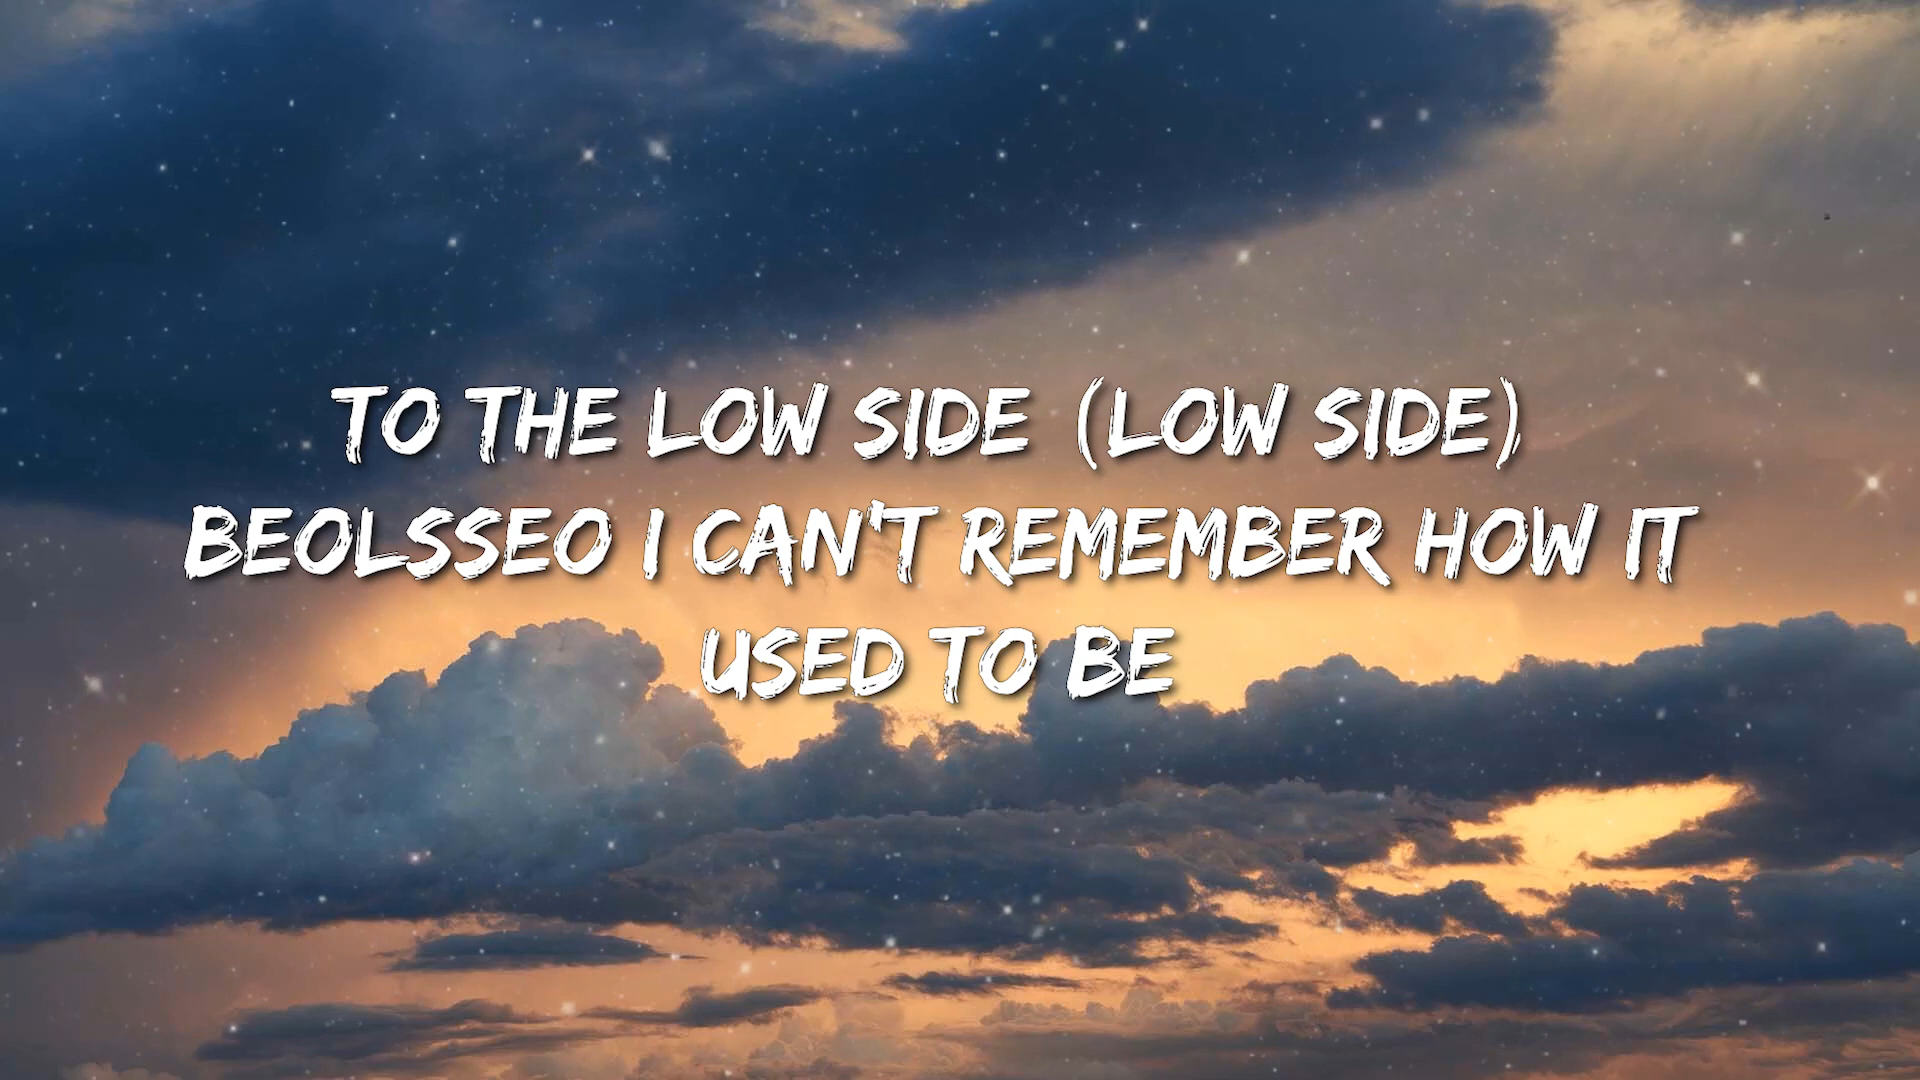 TO THE LOW SIDE (LOW SIDE)
BEOLSSEO I CAN'T REMEMBER HOW IT
USED TO BE